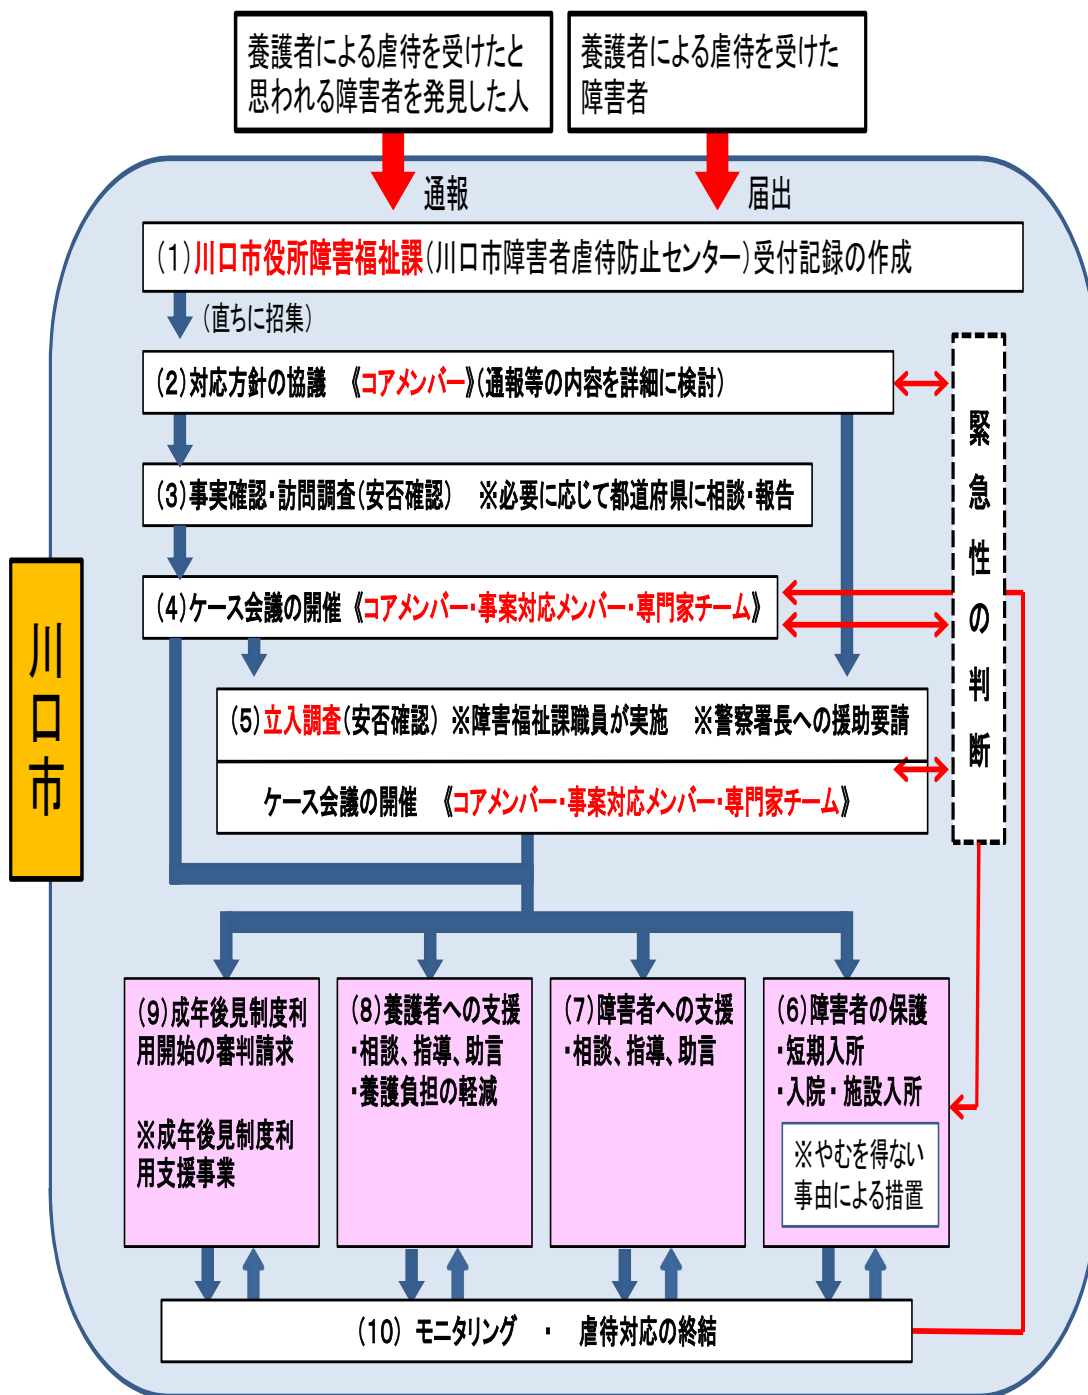 養護者による虐待を受けたと
思われる障害者を発見した人
養護者による虐待を受けた
障害者
通報
届出
(1)川口市役所障害福祉課(川口市障害者虐待防止センター)受付記録の作成
(直ちに招集)
(2)対応方針の協議 《コアメンバー》(通報等の内容を詳細に検討)
(3)事実確認・訪問調査(安否確認) ※必要に応じて都道府県に相談・報告
(4)ケース会議の開催《コアメンバー・事案対応メンバー・専門家チーム》
(5)立入調査(安否確認)※障害福祉課職員が実施 ※警察署長への援助要請
ケース会議の開催 《コアメンバー・事案対応メンバー・専門家チーム》
緊急性の判断
川口市
(9)成年後見制度利
用開始の審判請求
※成年後見制度利
用支援事業
(8)養護者への支援
・相談、指導、助言
・養護負担の軽減
(7)障害者への支援
・相談、指導、助言
(6)障害者の保護
・短期入所
・入院・施設入所
※やむを得ない
事由による措置
(10) モニタリング ・ 虐待対応の終結